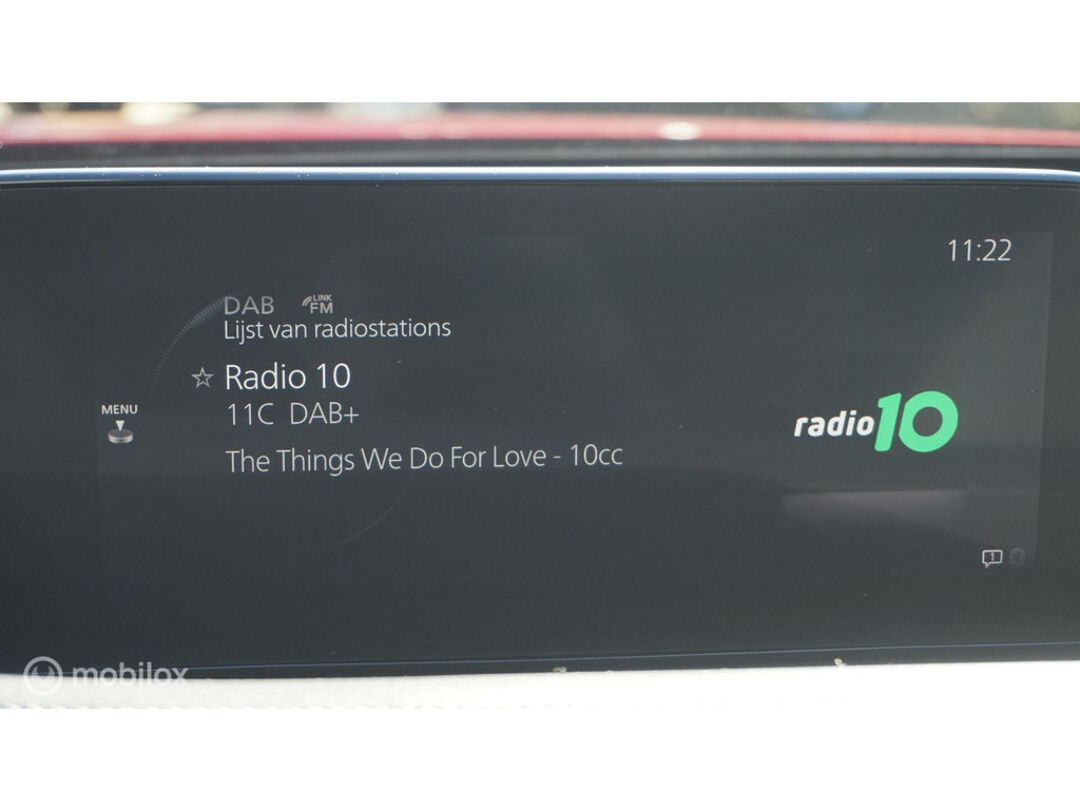 11:22
DAB LINK FM
Lijst van radiostations
☆ Radio 10
11C DAB+
MENU
radio10
The Things We Do For Love - 10cc
1
mobilox